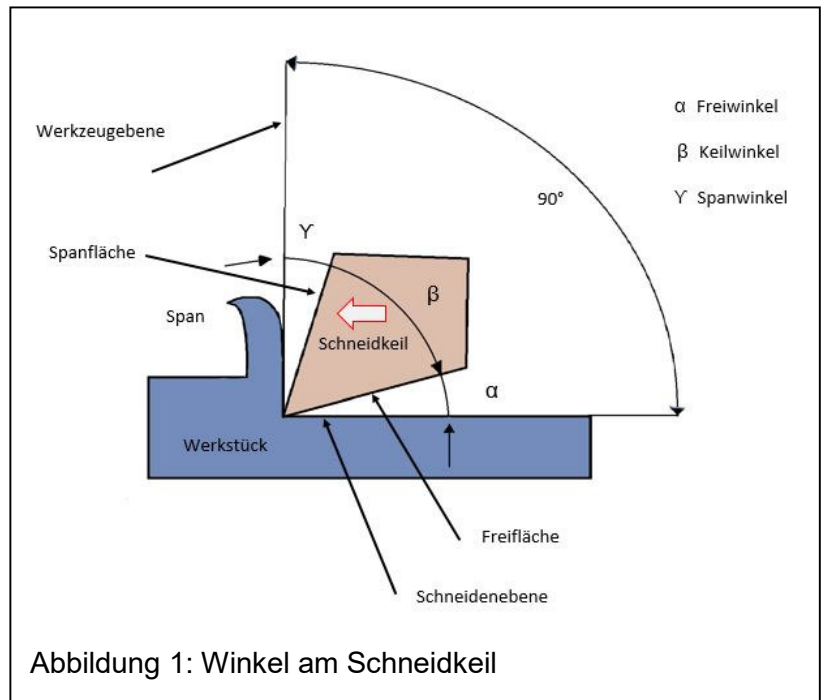 Werkzeugebene
α Freiwinkel
β Keilwinkel
ϒ Spanwinkel
90°
ϒ
Spanfläche
β
Span
Schneidkeil
α
Werkstück
Freifläche
Schneidenebene
Abbildung 1: Winkel am Schneidkeil